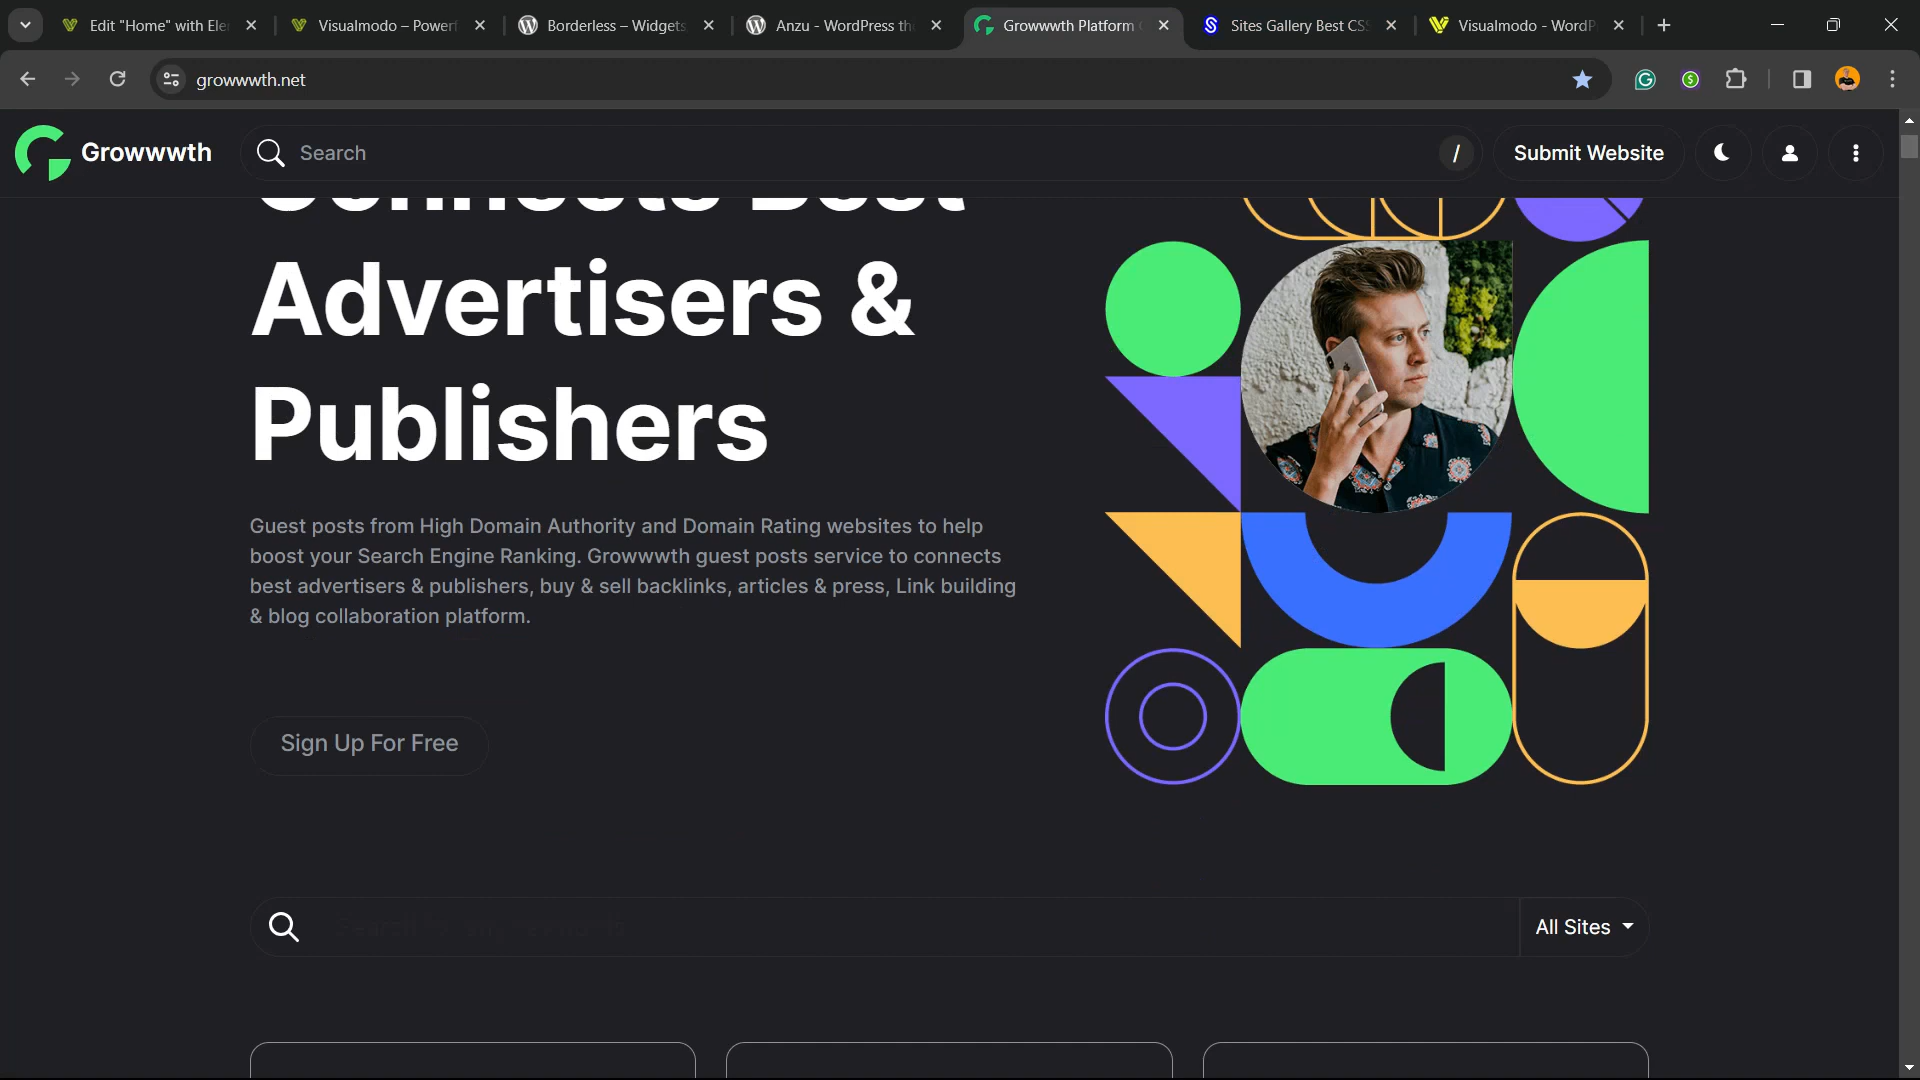 Edit "Home" with Ele
Visualmodo – Powerf
Borderless – Widgets
Anzu - WordPress th
Growwwth Platform
Sites Gallery Best CSS
Visualmodo - WordP
growwwth.net
Growwwth
Search
/
Submit Website
Connects Best
Advertisers &
Publishers
Guest posts from High Domain Authority and Domain Rating websites to help
boost your Search Engine Ranking. Growwwth guest posts service to connects
best advertisers & publishers, buy & sell backlinks, articles & press, Link building
& blog collaboration platform.
Sign Up For Free
All Sites